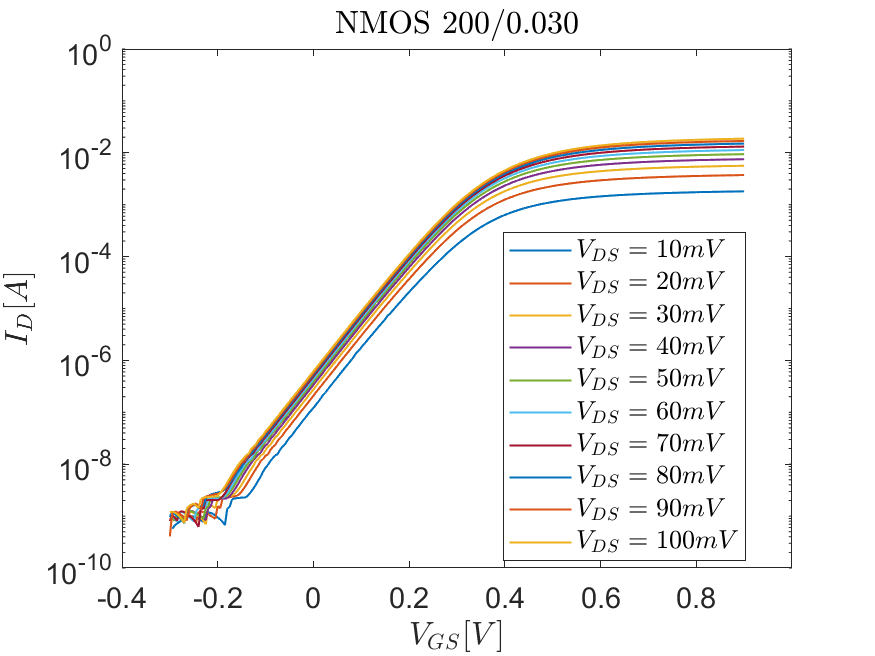 NMOS 200/0.030
10^0
10^-2
10^-4
10^-6
10^-8
10^-10
I_D[A]
V_DS = 10mV
V_DS = 20mV
V_DS = 30mV
V_DS = 40mV
V_DS = 50mV
V_DS = 60mV
V_DS = 70mV
V_DS = 80mV
V_DS = 90mV
V_DS = 100mV
-0.4 -0.2 0 0.2 0.4 0.6 0.8
V_GS[V]